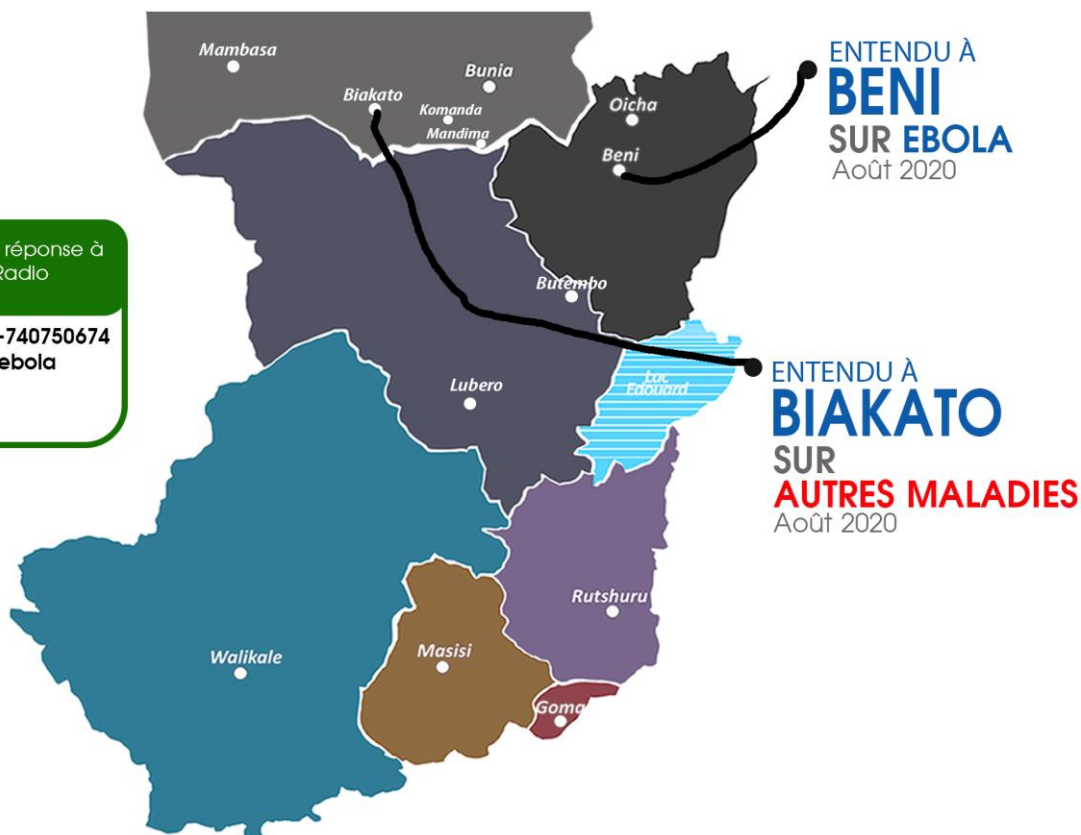 Mambasa
Bunia
Biakato
Komanda
Mandima
Oicha
Beni
ENTENDU À
BENI
SUR EBOLA
Août 2020
réponse à
Radio
-740750674
ebola
Butembo
Lubero
Lac
Edouard
ENTENDU À
BIAKATO
SUR
AUTRES MALADIES
Août 2020
Rutshuru
Walikale
Masisi
Goma